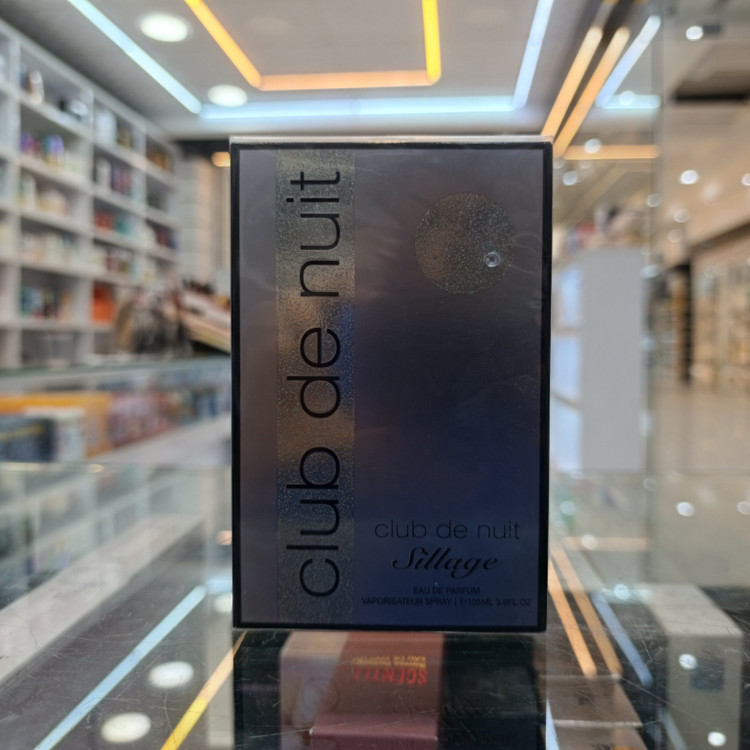 club de nuit
club de nuit
Sillage
EAU DE PARFUM
VAPORISATEUR SPRAY | 105ML 3.6FL.OZ